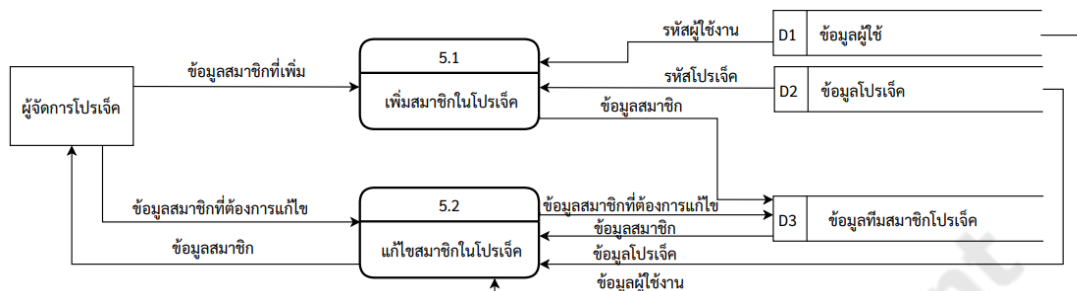 รหัสผู้ใช้งาน
D1 ข้อมูลผู้ใช้
5.1
ข้อมูลสมาชิกที่เพิ่ม
รหัสโปรเจ็ค
D2 ข้อมูลโปรเจ็ค
ผู้จัดการโปรเจ็ค
เพิ่มสมาชิกในโปรเจ็ค
ข้อมูลสมาชิก
5.2
ข้อมูลสมาชิกที่ต้องการแก้ไข
ข้อมูลสมาชิกที่ต้องการแก้ไข
D3 ข้อมูลทีมสมาชิกโปรเจ็ค
ข้อมูลสมาชิก
ข้อมูลสมาชิก
แก้ไขสมาชิกในโปรเจ็ค
ข้อมูลโปรเจ็ค
ข้อมูลผู้ใช้งาน